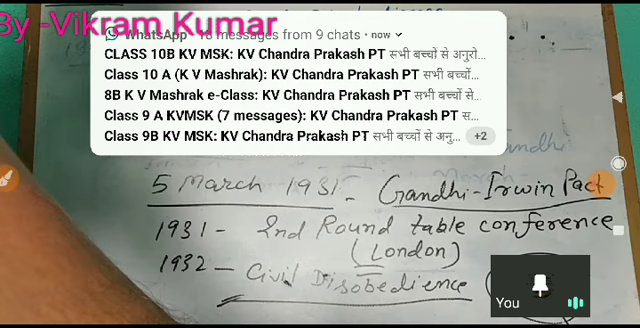 By -Vikram Kumar
WhatsApp · 18 messages from 9 chats · now
CLASS 10B KV MSK: KV Chandra Prakash PT सभी बच्चों से अनुरो...
Class 10 A (K V Mashrak): KV Chandra Prakash PT सभी बच्चों...
8B K V Mashrak e-Class: KV Chandra Prakash PT सभी बच्चों से...
Class 9 A KVMSK (7 messages): KV Chandra Prakash PT स...
Class 9B KV MSK: KV Chandra Prakash PT सभी बच्चों से अनु... +2
5 March 1931 - Gandhi-Irwin Pact
1931 - 2nd Round table conference
(London)
1932 - Civil Disobedience
You